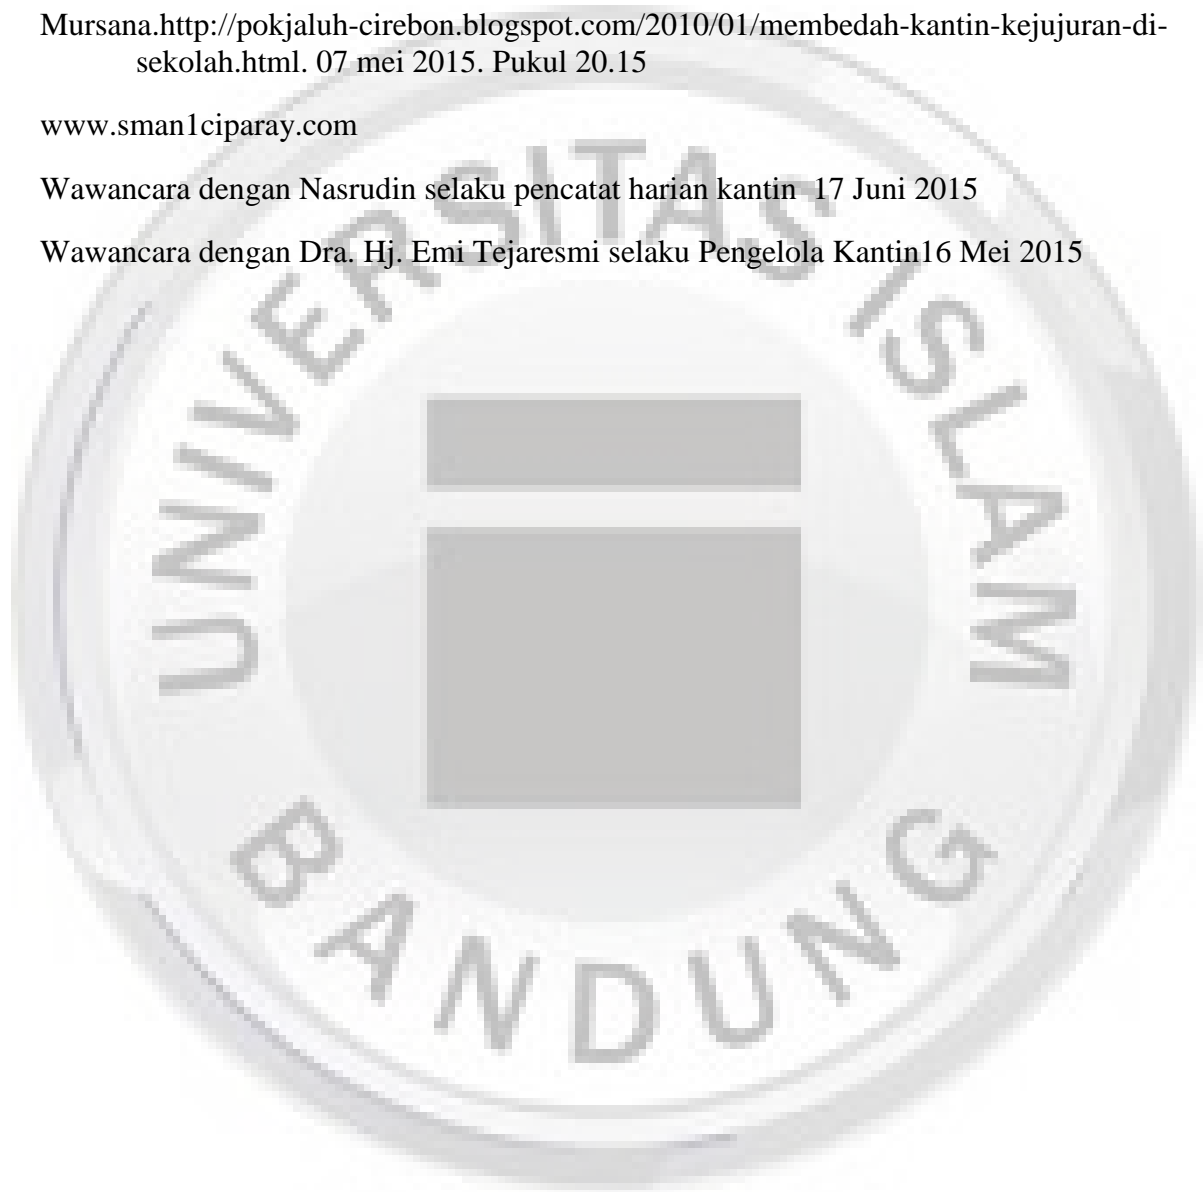 Mursana.http://pokjaluh-cirebon.blogspot.com/2010/01/membedah-kantin-kejujuran-di-
sekolah.html. 07 mei 2015. Pukul 20.15
www.sman1ciparay.com
Wawancara dengan Nasrudin selaku pencatat harian kantin  17 Juni 2015
Wawancara dengan Dra. Hj. Emi Tejaresmi selaku Pengelola Kantin16 Mei 2015
UNIVERSITAS ISLAM
BANDUNG